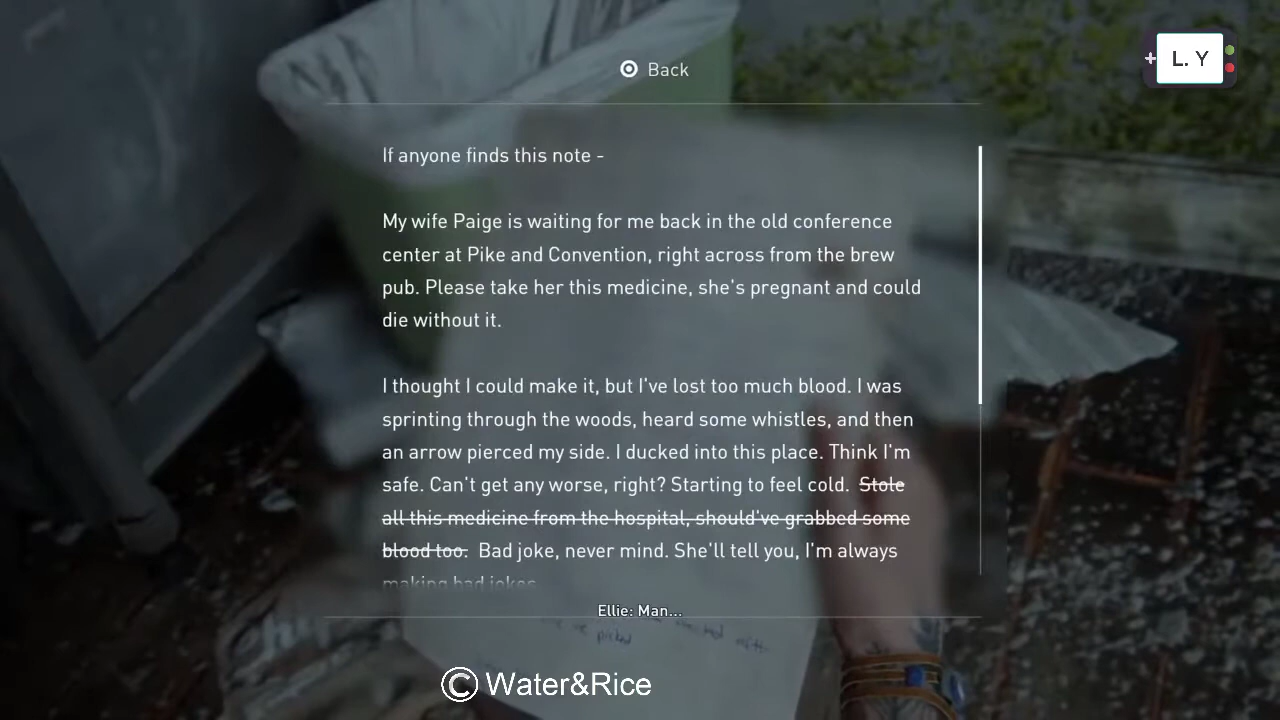 Back
L. Y
If anyone finds this note -
My wife Paige is waiting for me back in the old conference
center at Pike and Convention, right across from the brew
pub. Please take her this medicine, she's pregnant and could
die without it.
I thought I could make it, but I've lost too much blood. I was
sprinting through the woods, heard some whistles, and then
an arrow pierced my side. I ducked into this place. Think I'm
safe. Can't get any worse, right? Starting to feel cold. Stole
all this medicine from the hospital, should've grabbed some
blood too. Bad joke, never mind. She'll tell you, I'm always
making bad jokes.
Ellie: Man...
picked
© Water&Rice